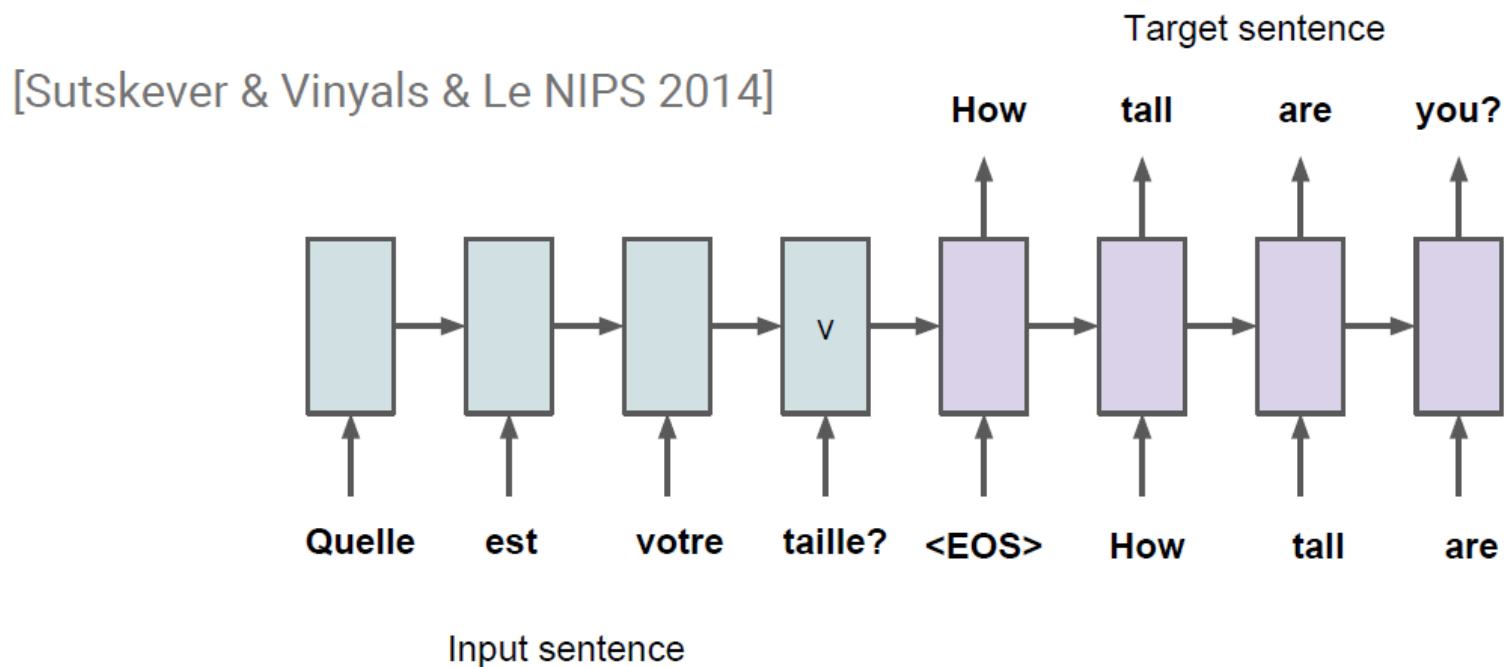 Target sentence
[Sutskever & Vinyals & Le NIPS 2014]
How tall are you?
v
Quelle est votre taille? <EOS> How tall are
Input sentence